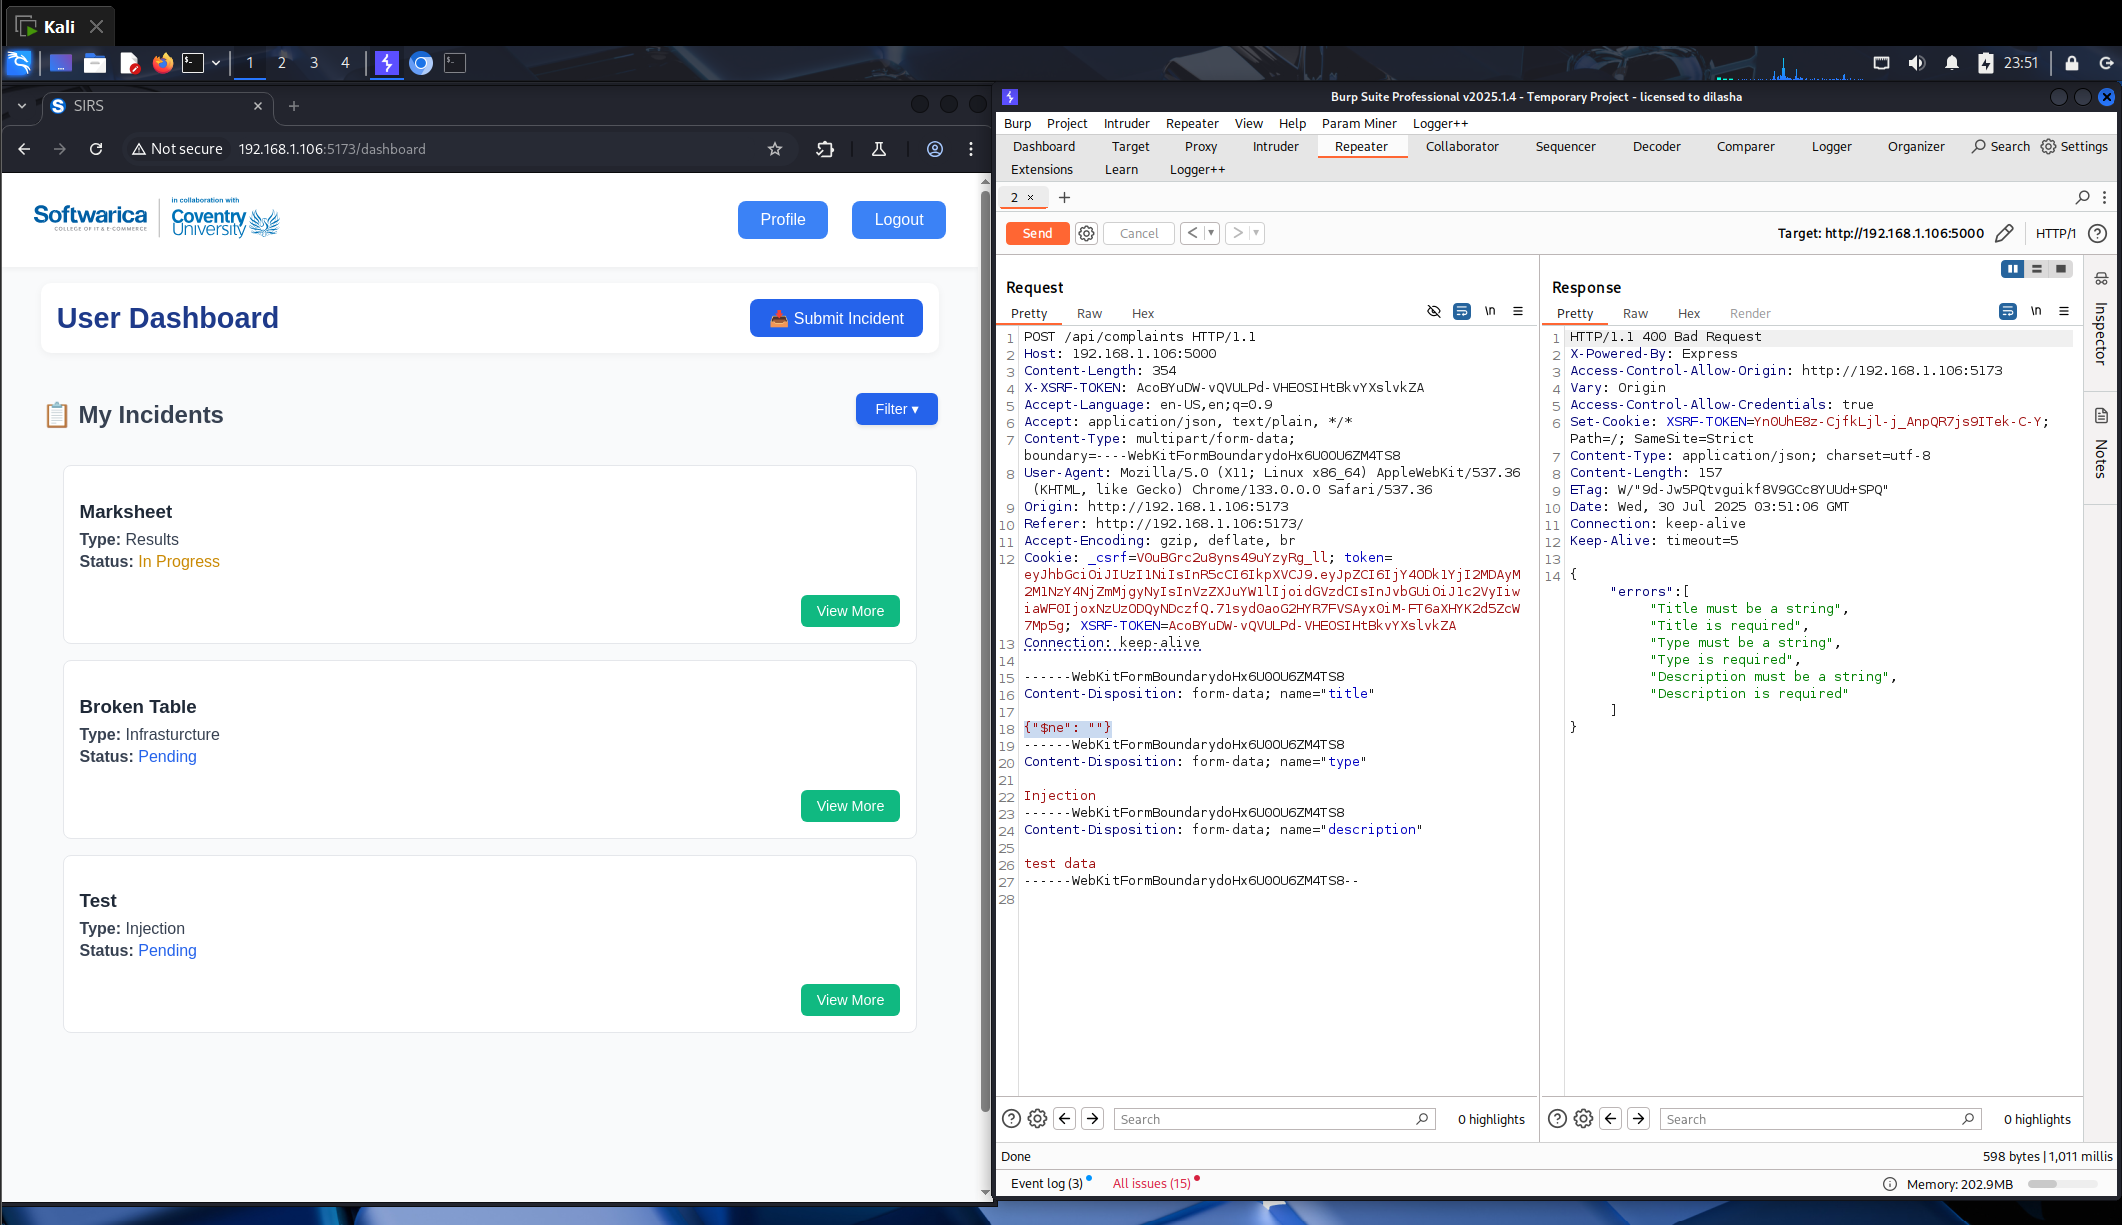 Kali
1 2 3 4
23:51
SIRS
Not secure 192.168.1.106:5173/dashboard
Softwarica
COLLEGE OF IT & E-COMMERCE
in collaboration with
Coventry
University
Profile
Logout
User Dashboard
Submit Incident
My Incidents
Filter ▾
Marksheet
Type: Results
Status: In Progress
View More
Broken Table
Type: Infrasturcture
Status: Pending
View More
Test
Type: Injection
Status: Pending
View More
Burp Suite Professional v2025.1.4 - Temporary Project - licensed to dilasha
Burp Project Intruder Repeater View Help Param Miner Logger++
Dashboard Target Proxy Intruder Repeater Collaborator Sequencer Decoder Comparer Logger Organizer Search Settings
Extensions Learn Logger++
2 × +
Send Cancel
Target: http://192.168.1.106:5000 HTTP/1
Request
Pretty Raw Hex
\n
1 POST /api/complaints HTTP/1.1
2 Host: 192.168.1.106:5000
3 Content-Length: 354
4 X-XSRF-TOKEN: AcoBYuDW-vQVULPd-VHEOSIHtBkvYXslvkZA
5 Accept-Language: en-US,en;q=0.9
6 Accept: application/json, text/plain, */*
7 Content-Type: multipart/form-data;
boundary=----WebKitFormBoundarydoHx6U0OU6ZM4TS8
8 User-Agent: Mozilla/5.0 (X11; Linux x86_64) AppleWebKit/537.36
(KHTML, like Gecko) Chrome/133.0.0.0 Safari/537.36
9 Origin: http://192.168.1.106:5173
10 Referer: http://192.168.1.106:5173/
11 Accept-Encoding: gzip, deflate, br
12 Cookie: _csrf=V0uBGrc2u8yns49uYzyRg_ll; token=
eyJhbGciOiJIUzI1NiIsInR5cCI6IkpXVCJ9.eyJpZCI6IjY4ODk1YjI2MDAyM
2M1NzY4NjZmMjgyNyIsInVzZXJuYW1lIjoidGVzdCIsInJvbGUiOiJ1c2VyIiw
iaWF0IjoxNzUzODQyNDczfQ.71syd0aoG2HYR7FVSAyx0iM-FT6aXHYK2d5ZcW
7Mp5g; XSRF-TOKEN=AcoBYuDW-vQVULPd-VHEOSIHtBkvYXslvkZA
13 Connection: keep-alive
14
15 ------WebKitFormBoundarydoHx6U0OU6ZM4TS8
16 Content-Disposition: form-data; name="title"
17
18 {"$ne": ""}
19 ------WebKitFormBoundarydoHx6U0OU6ZM4TS8
20 Content-Disposition: form-data; name="type"
21
22 Injection
23 ------WebKitFormBoundarydoHx6U0OU6ZM4TS8
24 Content-Disposition: form-data; name="description"
25
26 test data
27 ------WebKitFormBoundarydoHx6U0OU6ZM4TS8--
28
Search
0 highlights
Response
Pretty Raw Hex Render
\n
1 HTTP/1.1 400 Bad Request
2 X-Powered-By: Express
3 Access-Control-Allow-Origin: http://192.168.1.106:5173
4 Vary: Origin
5 Access-Control-Allow-Credentials: true
6 Set-Cookie: XSRF-TOKEN=Yn0UhE8z-CjfkLjl-j_AnpQR7js9ITek-C-Y;
Path=/; SameSite=Strict
7 Content-Type: application/json; charset=utf-8
8 Content-Length: 157
9 ETag: W/"9d-Jw5PQtvguikf8V9GCc8YUUd+SPQ"
10 Date: Wed, 30 Jul 2025 03:51:06 GMT
11 Connection: keep-alive
12 Keep-Alive: timeout=5
13
14 {
"errors":[
"Title must be a string",
"Title is required",
"Type must be a string",
"Type is required",
"Description must be a string",
"Description is required"
]
}
Search
0 highlights
Inspector
Notes
Done
598 bytes | 1,011 millis
Event log (3) All issues (15)
Memory: 202.9MB